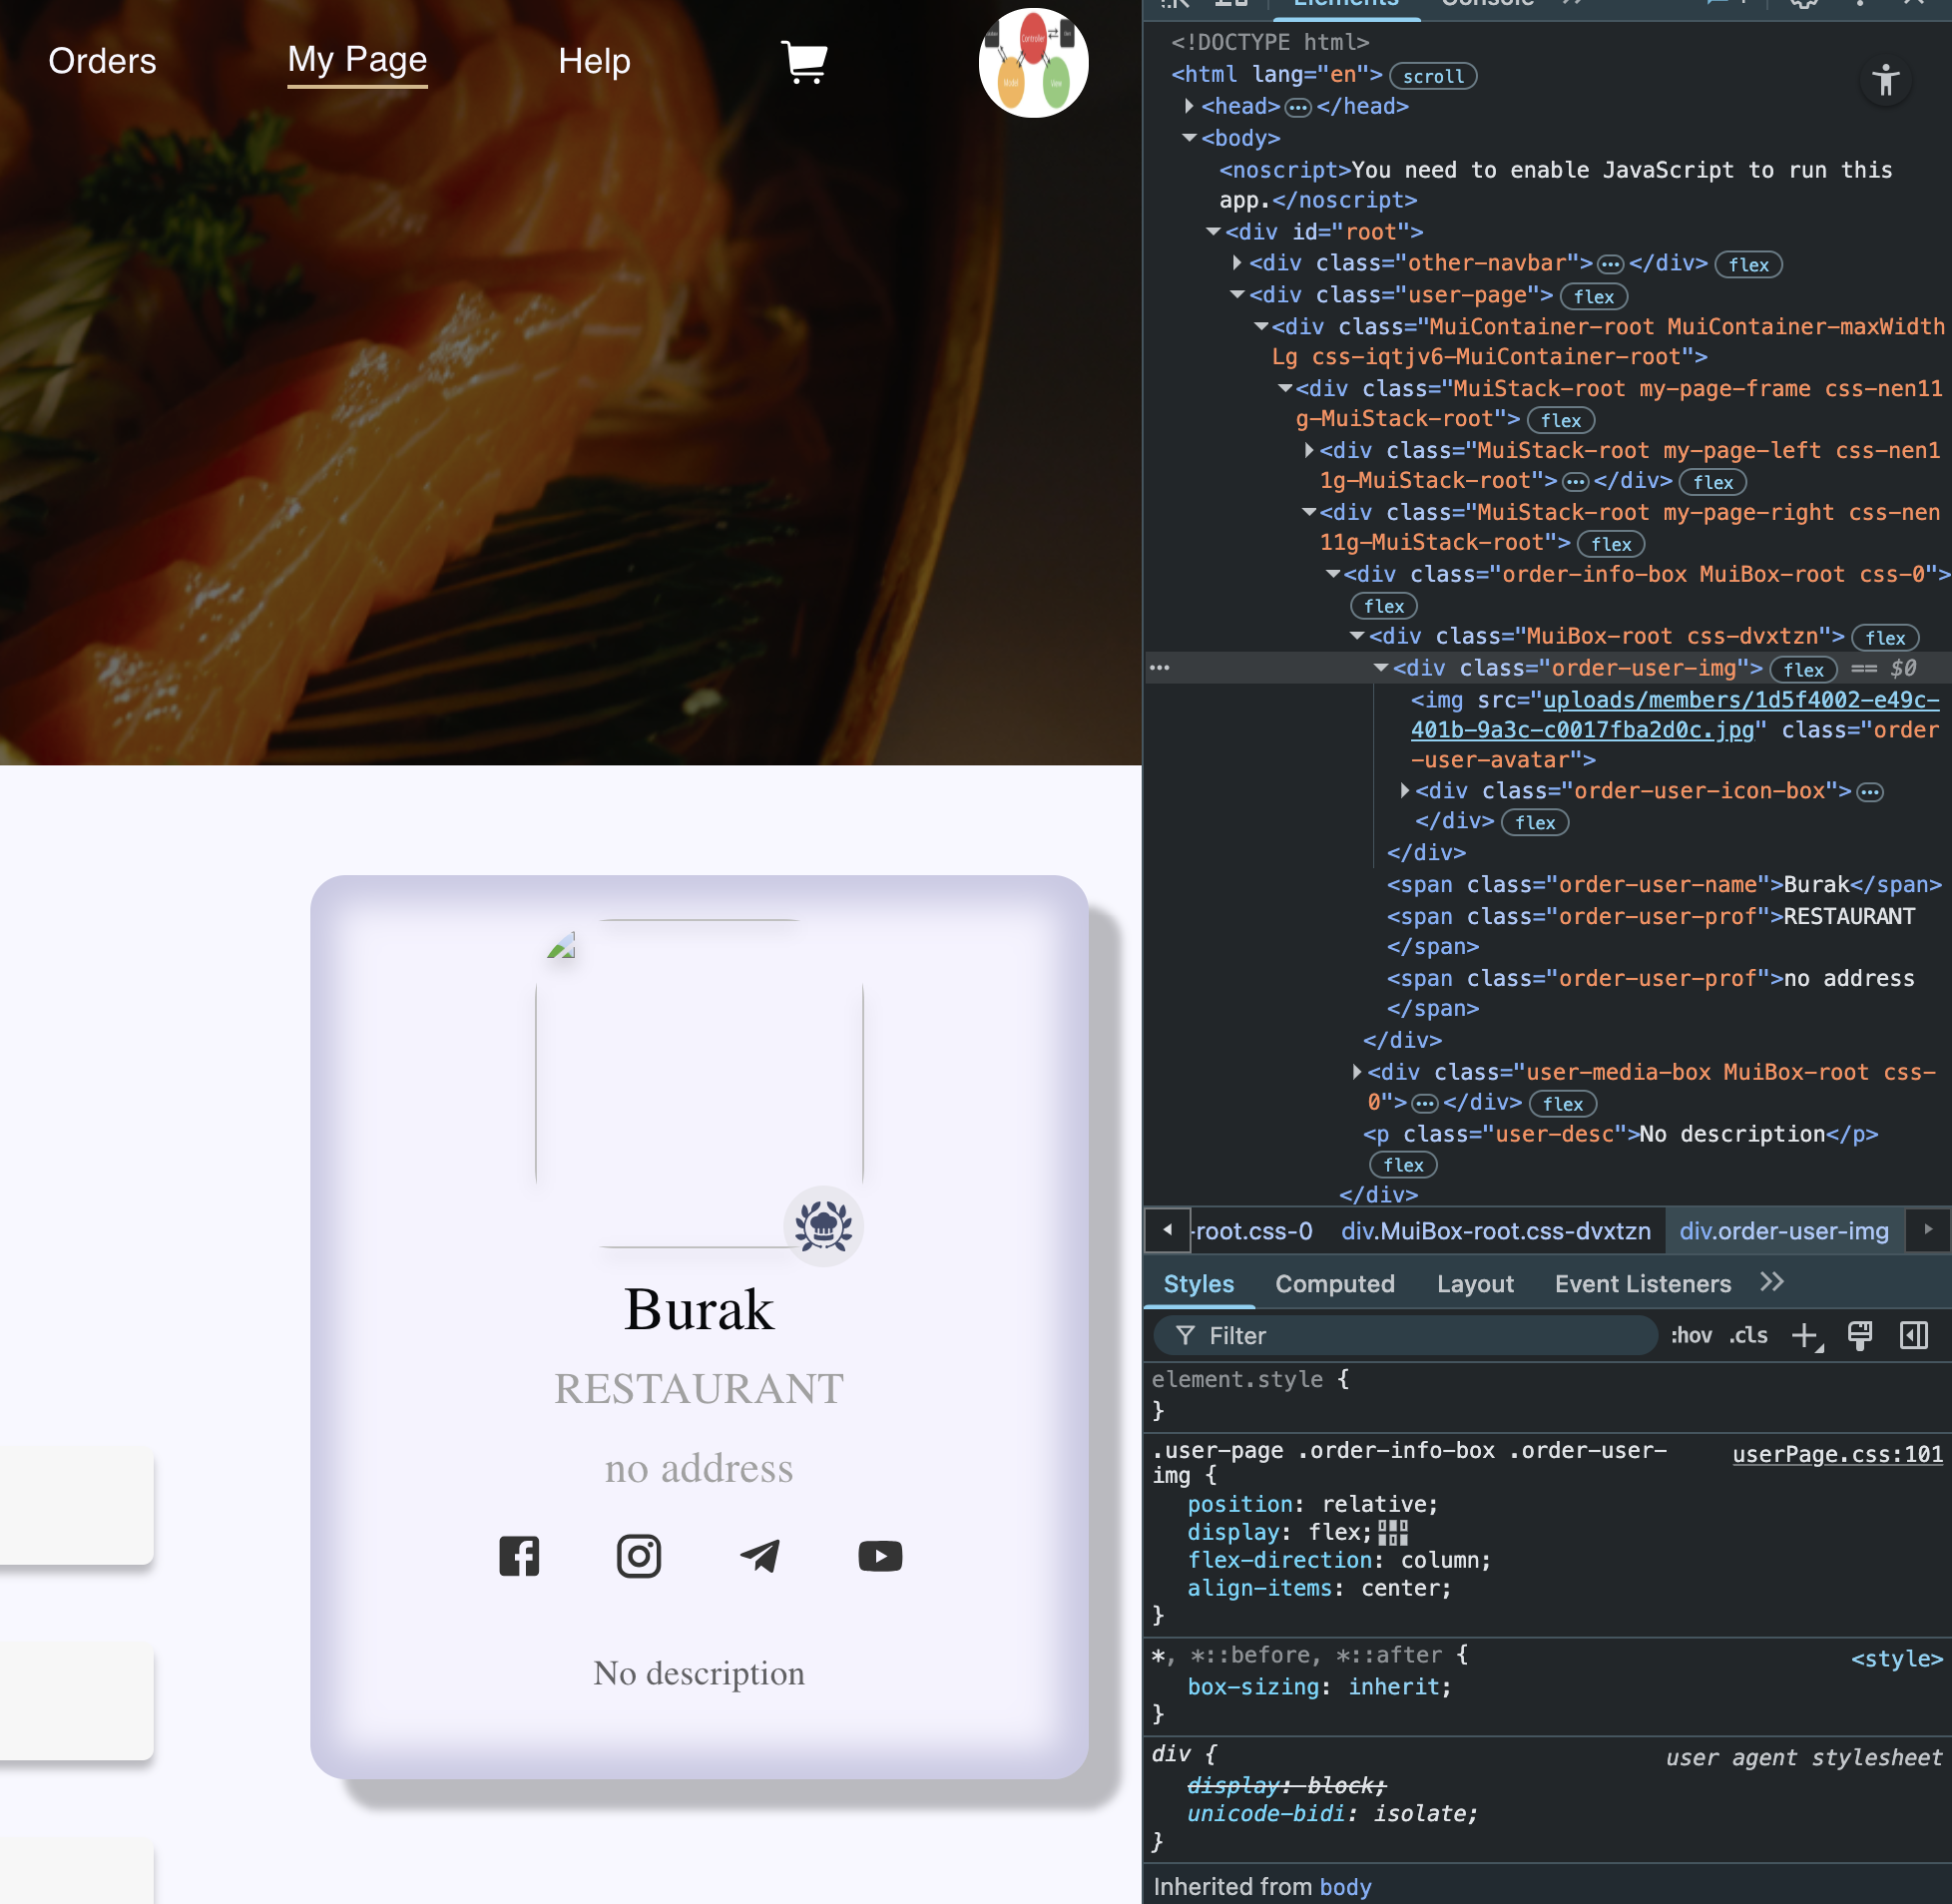 Orders
My Page
Help
Controller
Model
View
Elements
Console
<!DOCTYPE html>
<html lang="en"> scroll
<head> ••• </head>
<body>
<noscript>You need to enable JavaScript to run this
app.</noscript>
<div id="root">
<div class="other-navbar"> ••• </div> flex
<div class="user-page"> flex
<div class="MuiContainer-root MuiContainer-maxWidth
Lg css-iqtjv6-MuiContainer-root">
<div class="MuiStack-root my-page-frame css-nen11
g-MuiStack-root"> flex
<div class="MuiStack-root my-page-left css-nen1
1g-MuiStack-root"> ••• </div> flex
<div class="MuiStack-root my-page-right css-nen
11g-MuiStack-root"> flex
<div class="order-info-box MuiBox-root css-0">
flex
<div class="MuiBox-root css-dvxtzn"> flex
<div class="order-user-img"> flex == $0
<img src="uploads/members/1d5f4002-e49c-
401b-9a3c-c0017fba2d0c.jpg" class="order
-user-avatar">
<div class="order-user-icon-box"> •••
</div> flex
</div>
<span class="order-user-name">Burak</span>
<span class="order-user-prof">RESTAURANT
</span>
<span class="order-user-prof">no address
</span>
</div>
<div class="user-media-box MuiBox-root css-
0"> ••• </div> flex
<p class="user-desc">No description</p>
flex
</div>
-root.css-0 div.MuiBox-root.css-dvxtzn div.order-user-img
Styles Computed Layout Event Listeners
Filter :hov .cls
element.style {
}
.user-page .order-info-box .order-user-
img {
userPage.css:101
position: relative;
display: flex;
flex-direction: column;
align-items: center;
}
*, *::before, *::after {
<style>
box-sizing: inherit;
}
div {
user agent stylesheet
display: block;
unicode-bidi: isolate;
}
Inherited from body
Burak
RESTAURANT
no address
No description